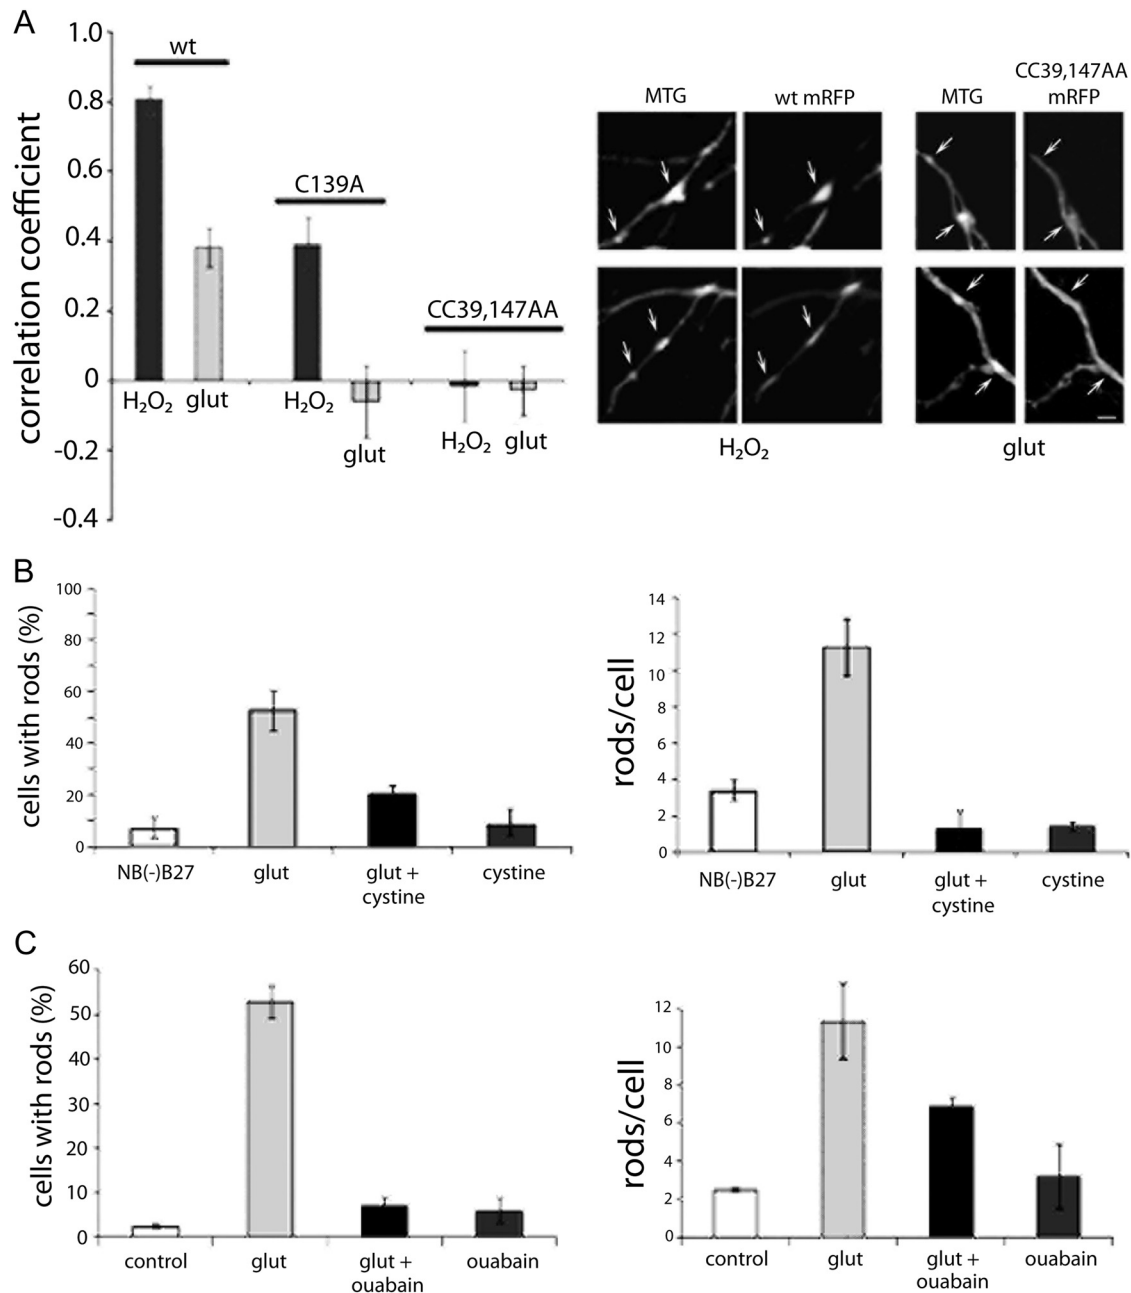 A
correlation coefficient
1.0
0.8
0.6
0.4
0.2
0
-0.2
-0.4
wt
H₂O₂ glut
C139A
H₂O₂
glut
CC39,147AA
H₂O₂ glut
MTG
wt mRFP
MTG
CC39,147AA
mRFP
H₂O₂
glut
B
cells with rods (%)
100
80
60
40
20
0
NB(-)B27
glut
glut +
cystine
cystine
rods/cell
14
12
10
8
6
4
2
0
NB(-)B27
glut
glut +
cystine
cystine
C
cells with rods (%)
60
50
40
30
20
10
0
control
glut
glut +
ouabain
ouabain
rods/cell
12
10
8
6
4
2
0
control
glut
glut +
ouabain
ouabain